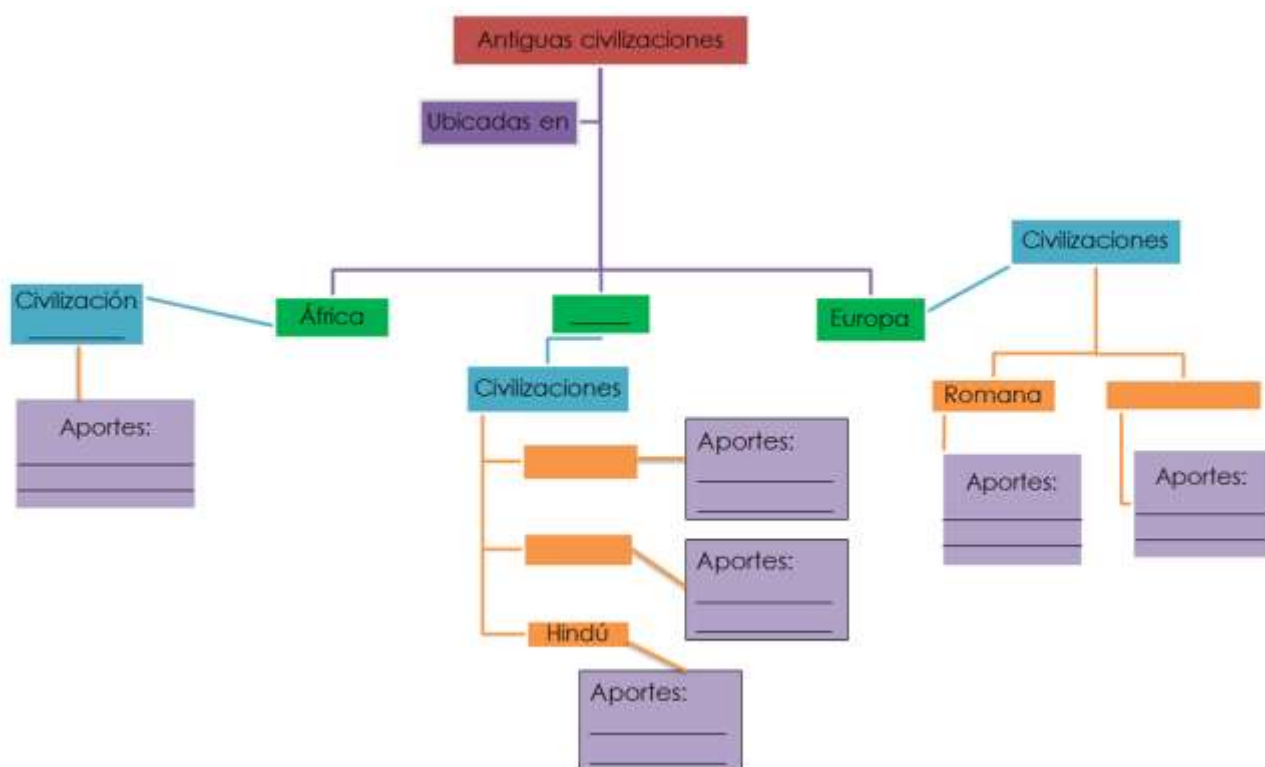 Antiguas civilizaciones
Ubicadas en
Civilizaciones
Civilización
África
Europa
Civilizaciones
Romana
Aportes:
Aportes:
Aportes:
Aportes:
Aportes:
Hindú
Aportes: